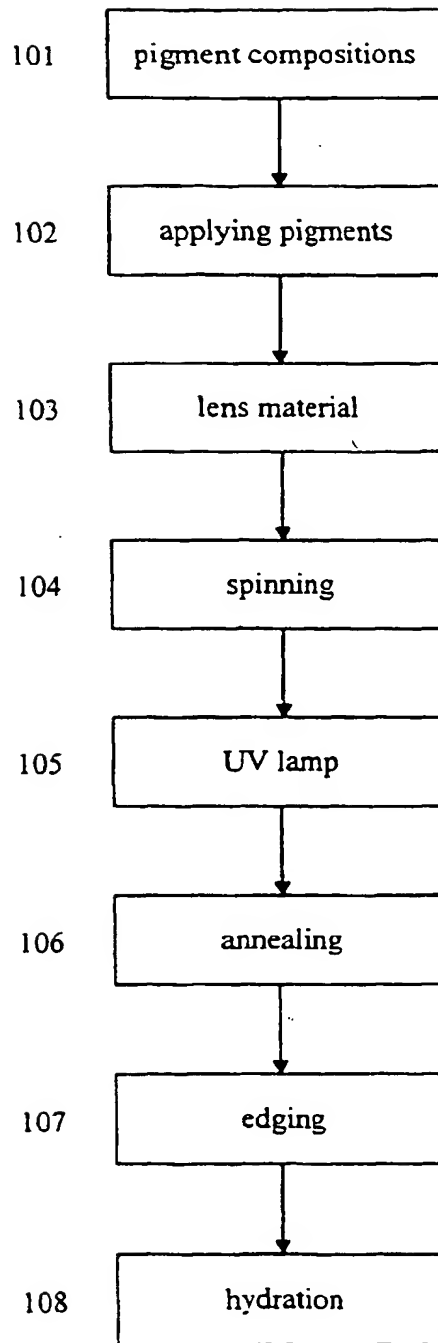 101 pigment compositions
102 applying pigments
103 lens material
104 spinning
105 UV lamp
106 annealing
107 edging
108 hydration